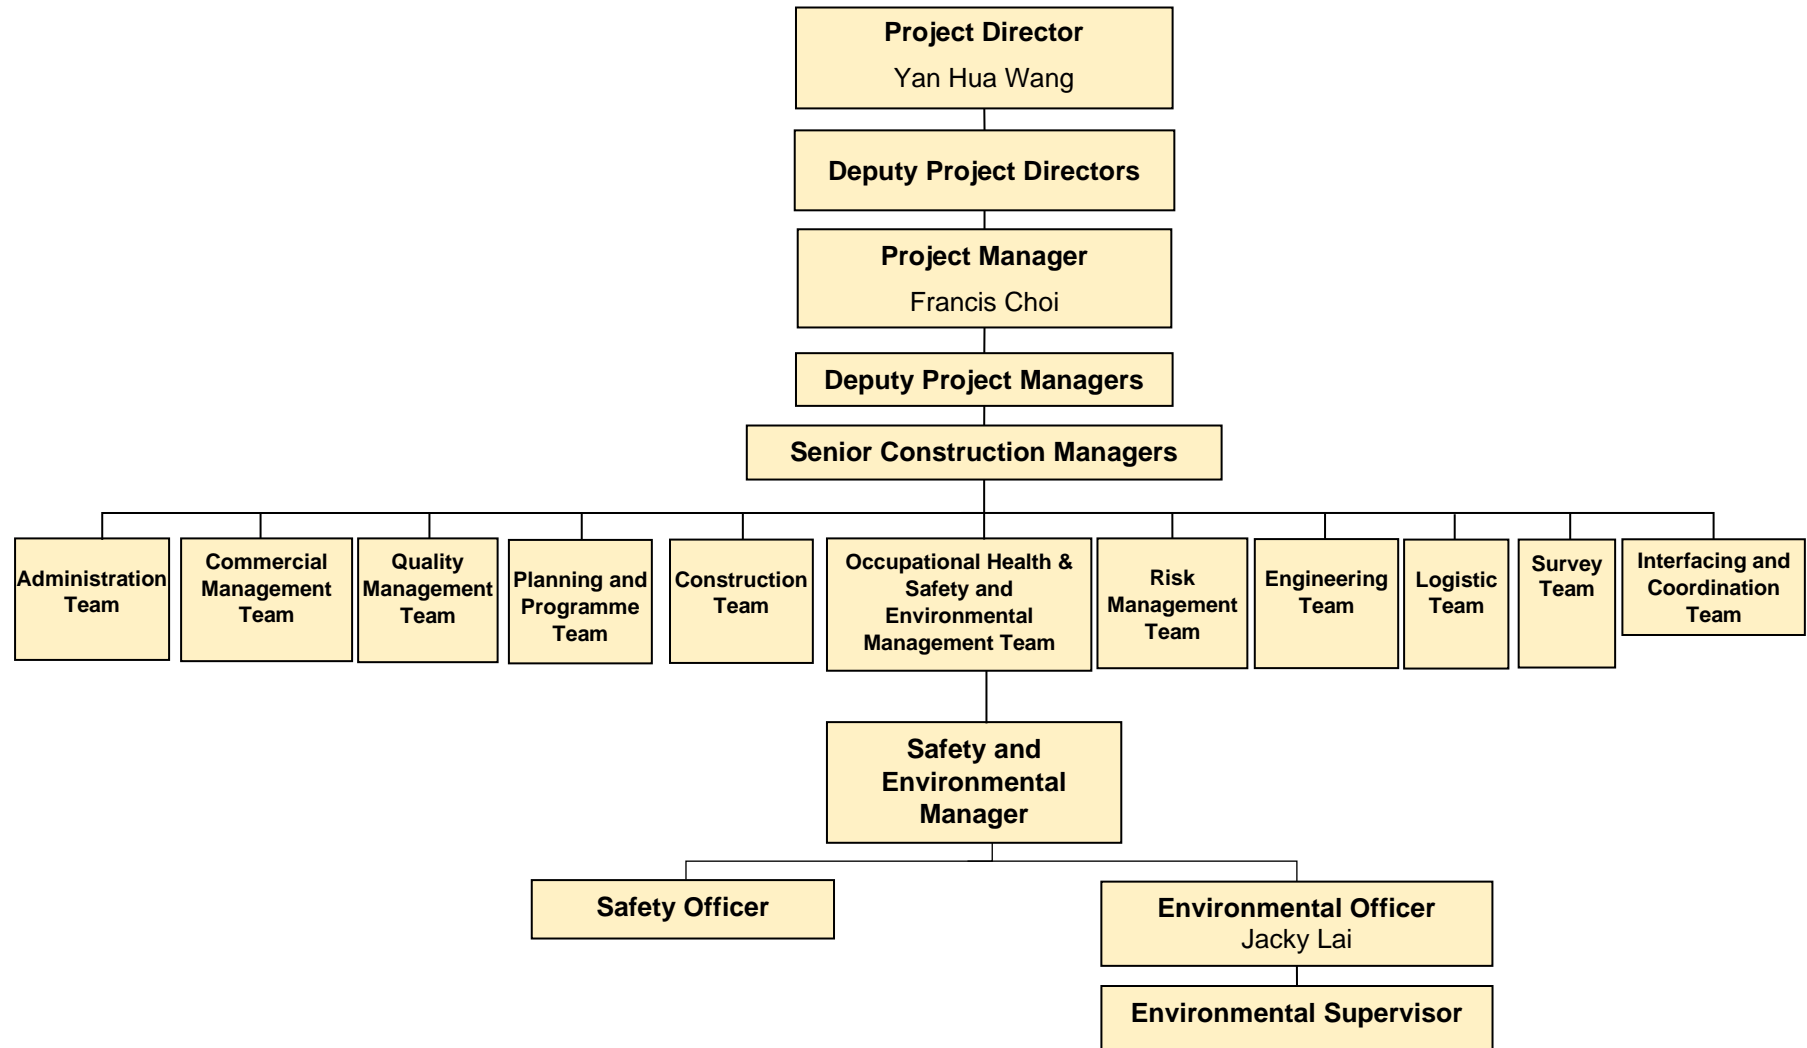 Project Director
Yan Hua Wang
Deputy Project Directors
Project Manager
Francis Choi
Deputy Project Managers
Senior Construction Managers
Administration
Team
Commercial
Management
Team
Quality
Management
Team
Planning and
Programme
Team
Construction
Team
Occupational Health &
Safety and
Environmental
Management Team
Risk
Management
Team
Engineering
Team
Logistic
Team
Survey
Team
Interfacing and
Coordination
Team
Safety and
Environmental
Manager
Safety Officer
Environmental Officer
Jacky Lai
Environmental Supervisor